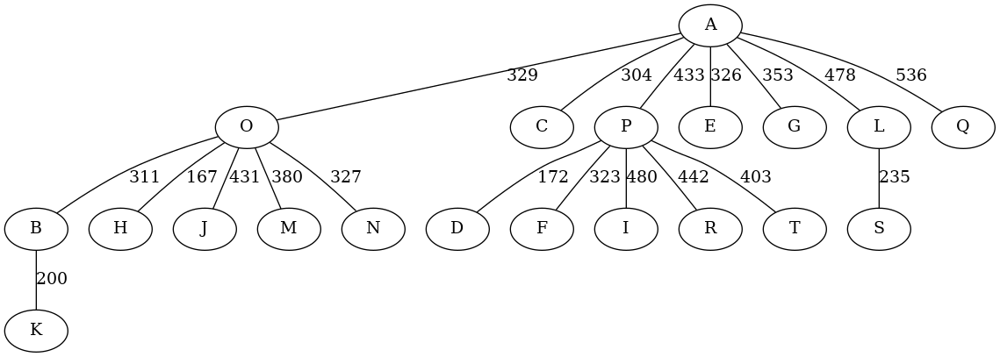 A
329 304 433 326 353 478 536
O C P E G L Q
311 167 431 380 327 172 323 480 442 403 235
B H J M N D F I R T S
200
K